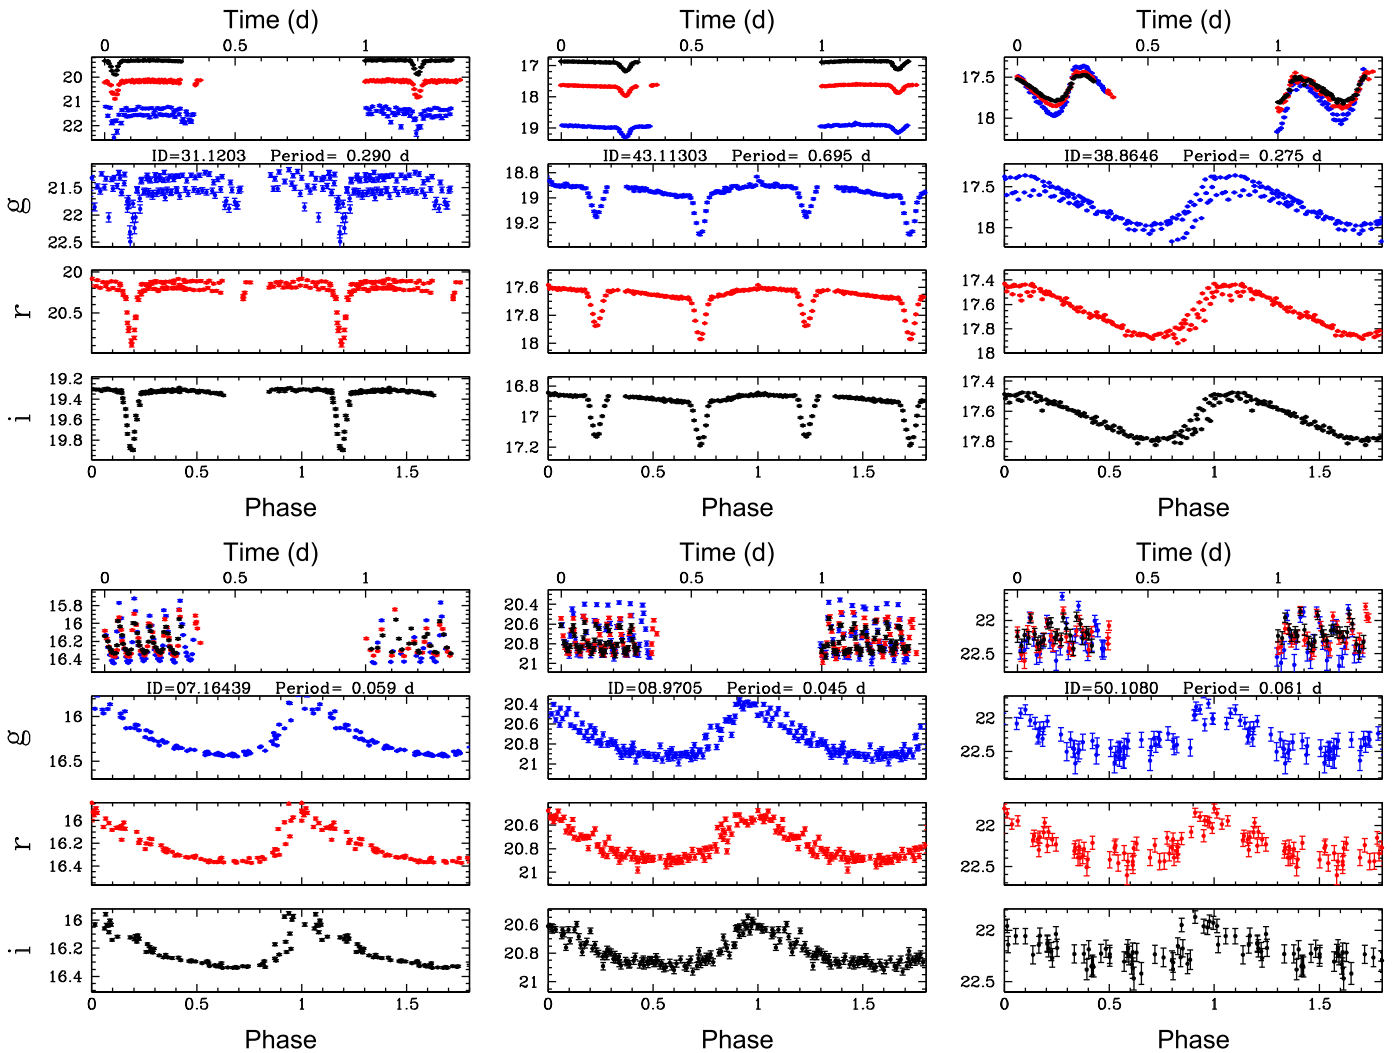 Time (d)
0 0.5 1
20
21
22
ID=31.1203 Period= 0.290 d
g
21
21.5
22
22.5
r
20
20.5
i
19.2
19.4
19.6
19.8
0 0.5 1 1.5
Phase
Time (d)
0 0.5 1
17
18
19
ID=43.11303 Period= 0.695 d
18.8
19
19.2
17.6
17.8
18
16.8
17
17.2
0 0.5 1 1.5
Phase
Time (d)
0 0.5 1
17.5
18
ID=38.8646 Period= 0.275 d
17.5
18
17.4
17.6
17.8
18
17.4
17.6
17.8
0 0.5 1 1.5
Phase
Time (d)
0 0.5 1
15.8
16
16.2
16.4
ID=07.16439 Period= 0.059 d
g
16
16.5
r
16
16.2
16.4
i
16
16.2
16.4
0 0.5 1 1.5
Phase
Time (d)
0 0.5 1
20.4
20.6
20.8
21
ID=08.9705 Period= 0.045 d
20.4
20.6
20.8
21
20.6
20.8
21
20.6
20.8
21
0 0.5 1 1.5
Phase
Time (d)
0 0.5 1
22
22.5
ID=50.1080 Period= 0.061 d
22
22.5
22
22.5
22
22.5
0 0.5 1 1.5
Phase